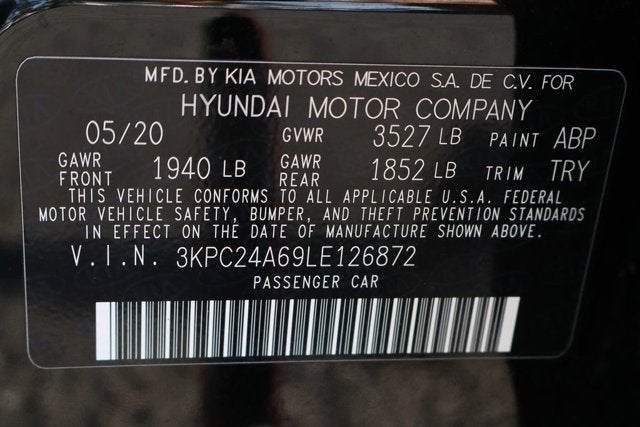 MFD. BY KIA MOTORS MEXICO S.A. DE C.V. FOR
HYUNDAI MOTOR COMPANY
05/20 GVWR 3527 LB PAINT ABP
GAWR FRONT 1940 LB GAWR REAR 1852 LB TRIM TRY
THIS VEHICLE CONFORMS TO ALL APPLICABLE U.S.A. FEDERAL
MOTOR VEHICLE SAFETY, BUMPER, AND THEFT PREVENTION STANDARDS
IN EFFECT ON THE DATE OF MANUFACTURE SHOWN ABOVE.
V.I.N. 3KPC24A69LE126872
PASSENGER CAR